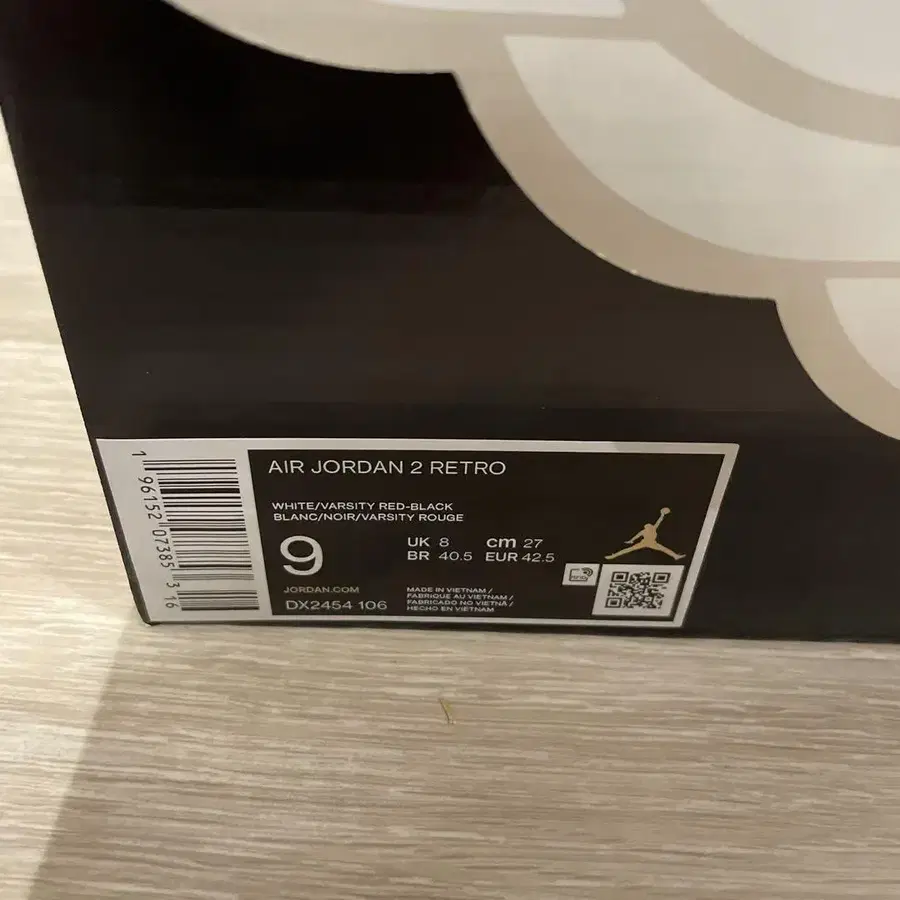 AIR JORDAN 2 RETRO
WHITE/VARSITY RED-BLACK
BLANC/NOIR/VARSITY ROUGE
9
UK 8 cm 27
BR 40.5 EUR 42.5
JORDAN.COM
DX2454 106
MADE IN VIETNAM /
FABRIQUE AU VIETNAM /
FABRICADO NO VIETNÃ /
HECHO EN VIETNAM
1 96152 07385 3 16